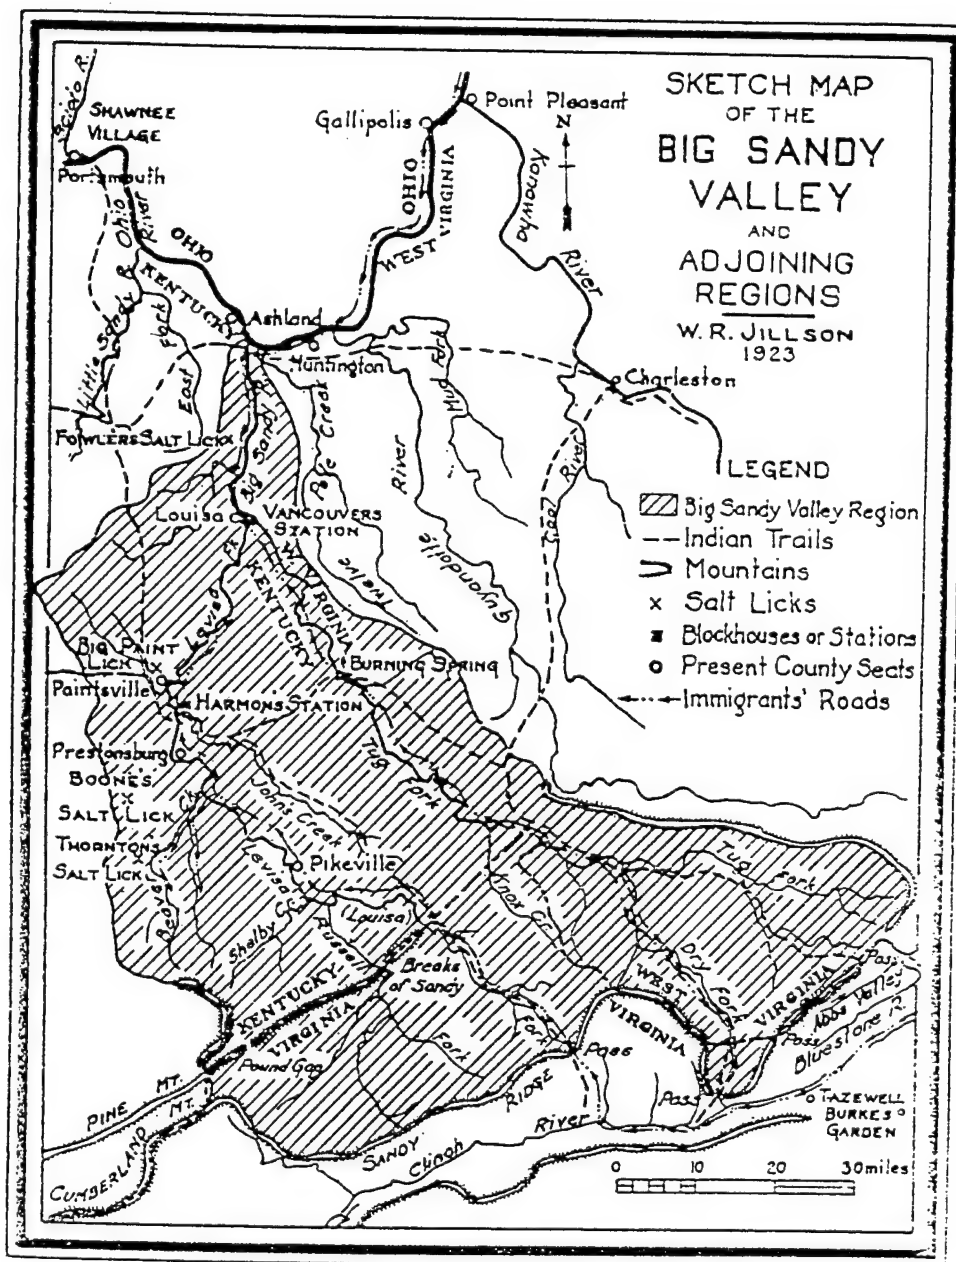 SKETCH MAP
OF THE
BIG SANDY
VALLEY
AND
ADJOINING
REGIONS
W. R. JILLSON
1923
Scioto R.
SHAWNEE
VILLAGE
Portsmouth
Ohio
River
OHIO
KENTUCKY
Gallipolis
Point Pleasant
N
OHIO
WEST VIRGINIA
Kanawha
River
Little Sandy R.
East
Fork
Ashland
Huntington
Mud Fork
Charleston
FOWLERS SALT LICK
Big Sandy R.
Creek
Pole
Twelve
River
Guyandotte
Coal River
LEGEND
Big Sandy Valley Region
Indian Trails
Mountains
Salt Licks
Blockhouses or Stations
Present County Seats
Immigrants' Roads
Louisa
VANCOUVERS
STATION
Levisa Fk.
KENTUCKY
W. VIRGINIA
BIG PAINT
LICK
BURNING SPRING
Paintsville
HARMONS STATION
Prestonsburg
BOONE'S
SALT LICK
THORNTONS
SALT LICK
Tug
Fork
Johns Creek
Beaver Ck.
Levisa
Pikeville
(Louisa)
Shelby Cr.
Russell
Fork
Breaks
of Sandy
Knox Cr.
Fork
Dry
Fork
Tug
Fork
KENTUCKY
VIRGINIA
WEST
VIRGINIA
VIRGINIA
Pass
Abbs Valley
Pass
Bluestone R.
Pound Gap
Pass
Pass
PINE MT.
CUMBERLAND MT.
SANDY
RIDGE
Clinch
River
TAZEWELL
BURKES
GARDEN
0 10 20 30 miles